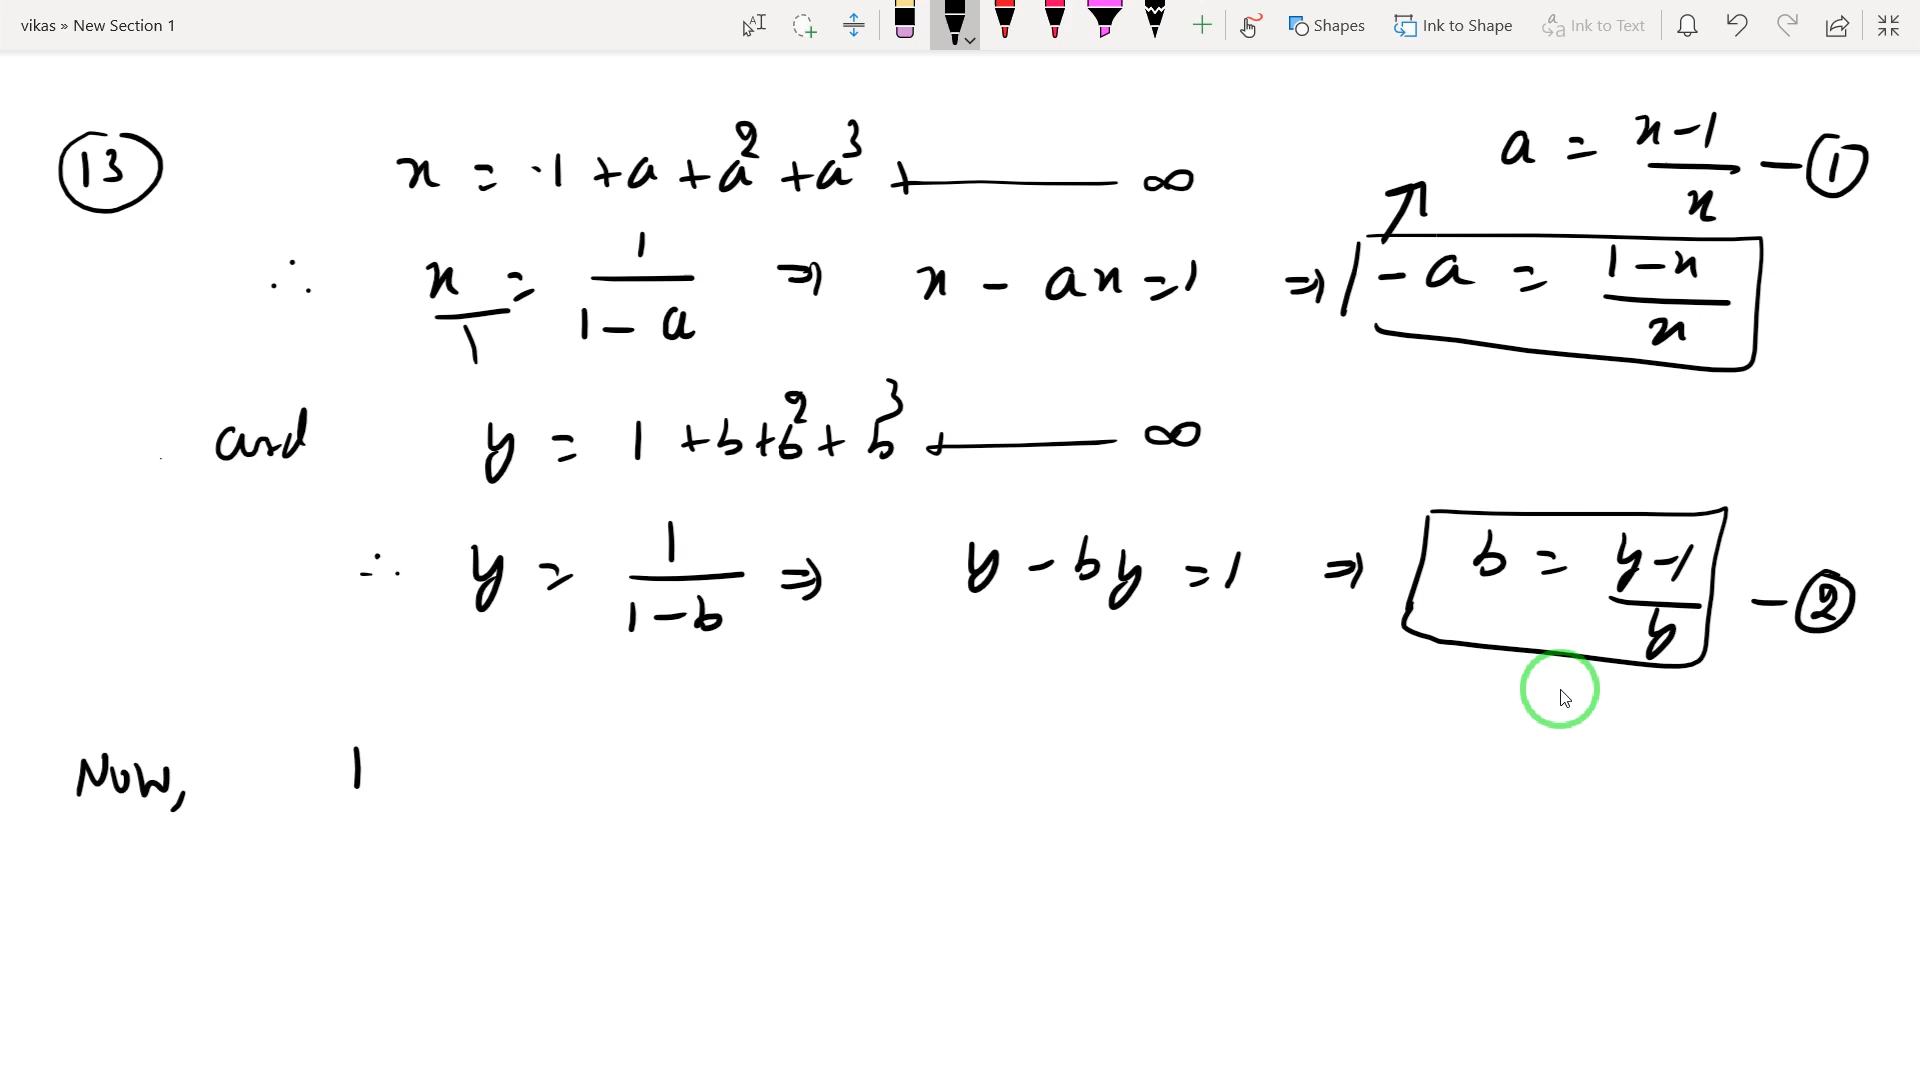 vikas » New Section 1
Shapes
Ink to Shape
Ink to Text
13
x = 1 + a + a² + a³ + ——— ∞
a = x-1/x — 1
∴ x/1 = 1/1-a ⇒ x - ax = 1 ⇒ -a = 1-x/x
and y = 1 + b + b² + b³ + ——— ∞
∴ y = 1/1-b ⇒ y - by = 1 ⇒ b = y-1/y — 2
Now, 1